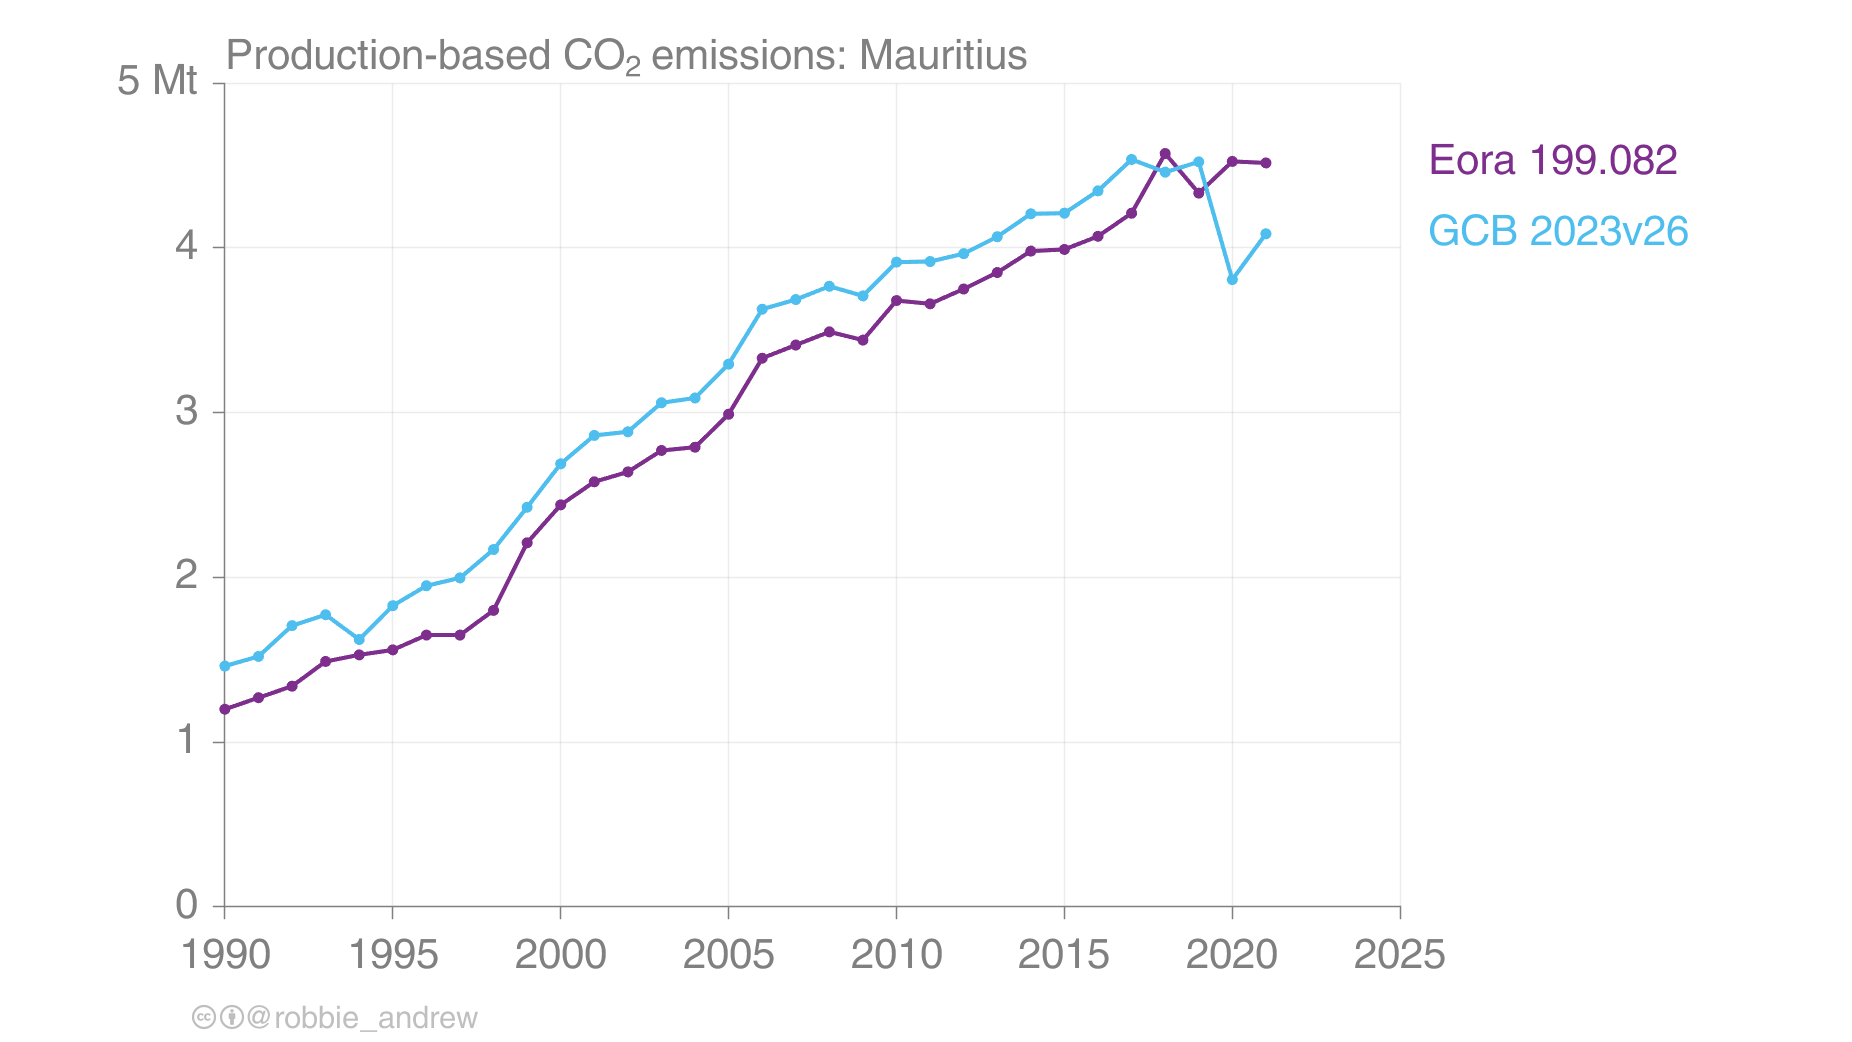 Production-based CO₂ emissions: Mauritius
5 Mt
4
3
2
1
0
1990 1995 2000 2005 2010 2015 2020 2025
Eora 199.082
GCB 2023v26
cc @robbie_andrew